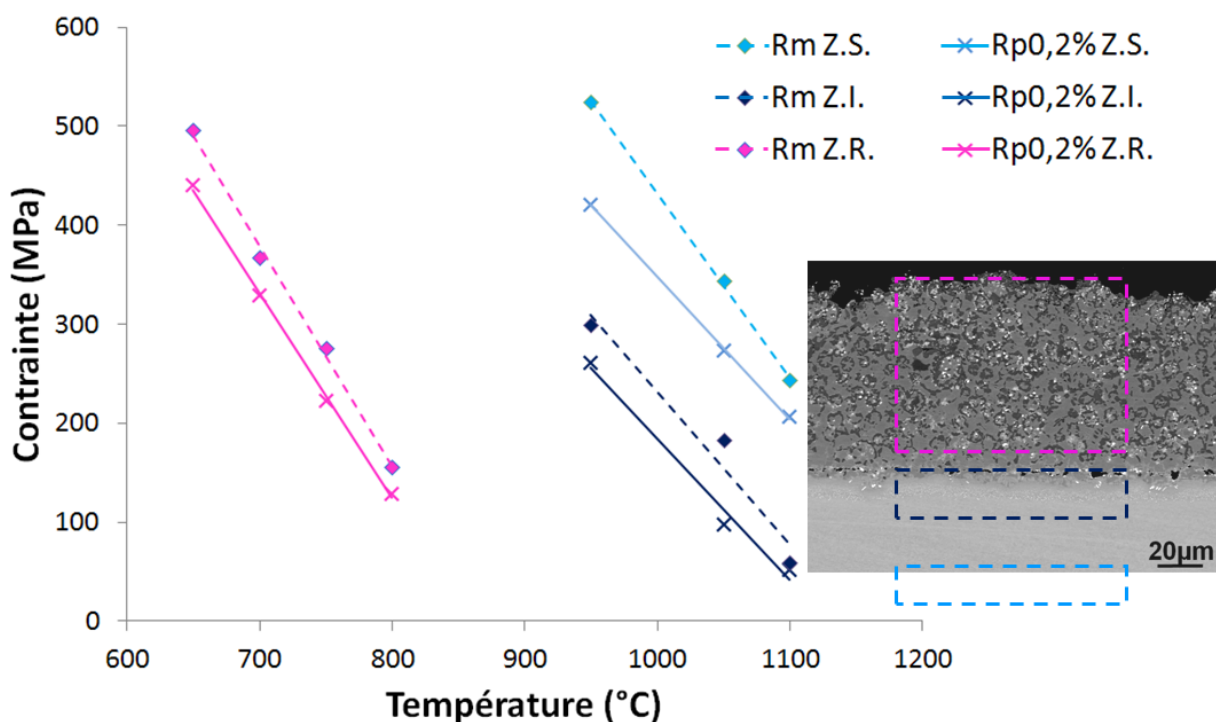 600
500
400
300
200
100
0
Contrainte (MPa)
Rm Z.S.
Rp0,2% Z.S.
Rm Z.I.
Rp0,2% Z.I.
Rm Z.R.
Rp0,2% Z.R.
20µm
600
700
800
900
1000
1100
1200
Température (°C)